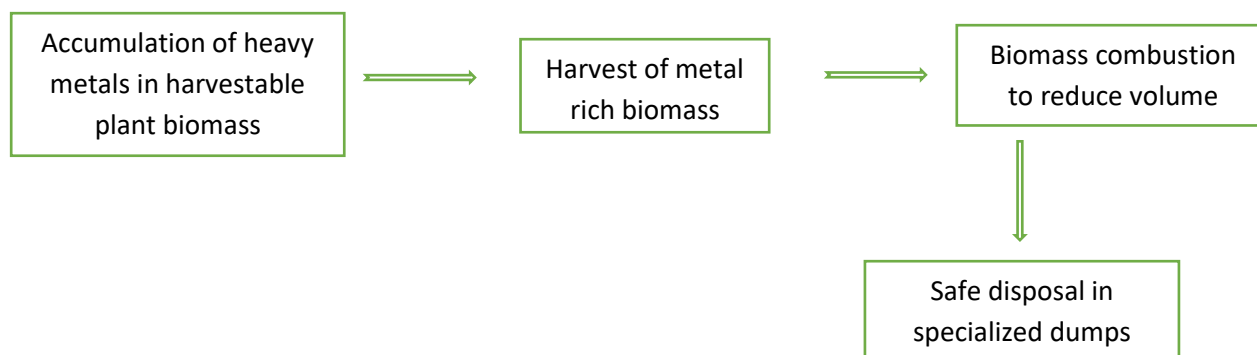 Accumulation of heavy
metals in harvestable
plant biomass
Harvest of metal
rich biomass
Biomass combustion
to reduce volume
Safe disposal in
specialized dumps